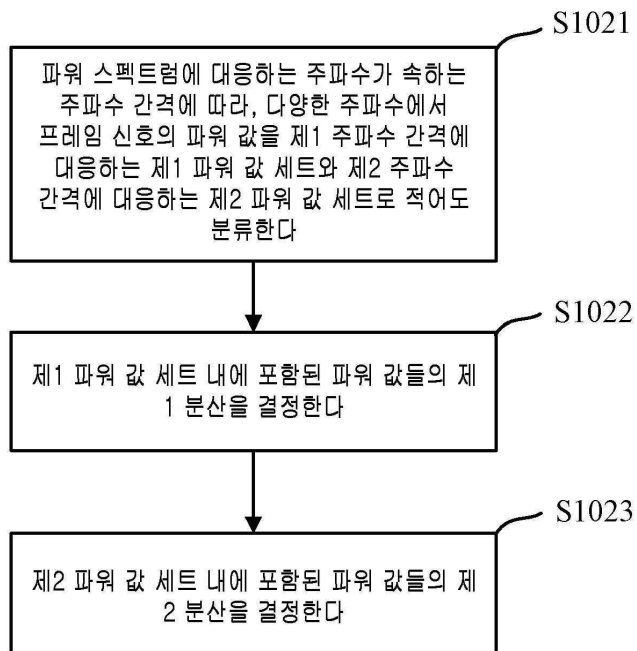 S1021
파워 스펙트럼에 대응하는 주파수가 속하는
주파수 간격에 따라, 다양한 주파수에서
프레임 신호의 파워 값을 제1 주파수 간격에
대응하는 제1 파워 값 세트와 제2 주파수
간격에 대응하는 제2 파워 값 세트로 적어도
분류한다
S1022
제1 파워 값 세트 내에 포함된 파워 값들의 제
1 분산을 결정한다
S1023
제2 파워 값 세트 내에 포함된 파워 값들의 제
2 분산을 결정한다